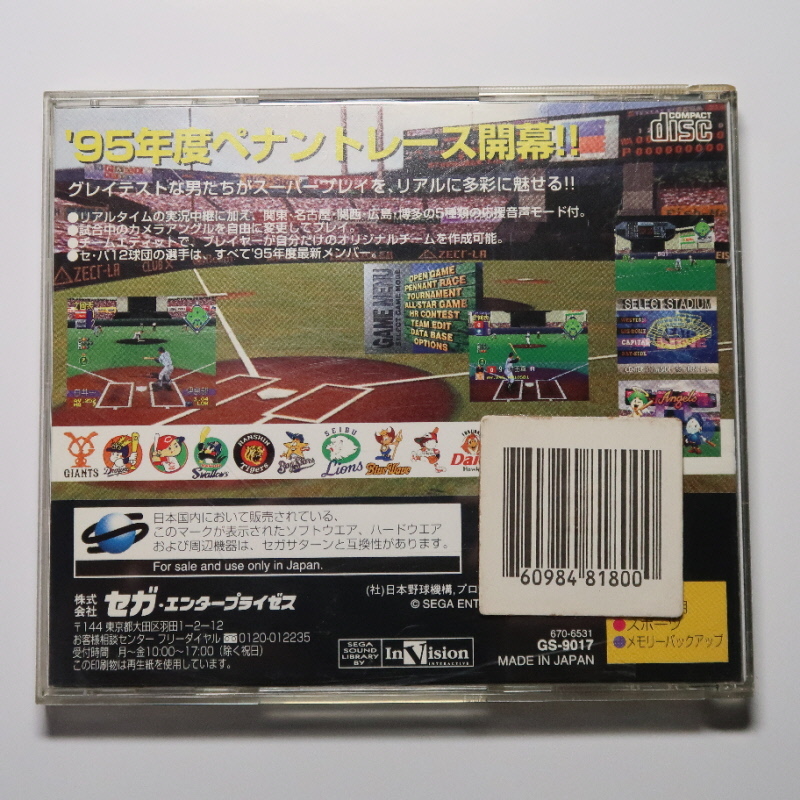 '95年度ペナントレース開幕!!
COMPACT
disc
グレイテストな男たちがスーパープレイを、リアルに多彩に魅せる!!
●リアルタイムの実況中継に加え、関東・名古屋・関西・広島・博多の5種類の応援音声モード付。
●試合中のカメラアングルを自由に変更してプレイ。
●チームエディットで、プレイヤーが自分だけのオリジナルチームを作成可能。
●セ・パ12球団の選手は、すべて'95年度最新メンバー。
GAME MENU
SELECT GAME MODE
OPEN GAME
PENNANT RACE
TOURNAMENT
ALL-STAR GAME
HR CONTEST
TEAM EDIT
DATA BASE
OPTIONS
SELECT STADIUM
Angels
GIANTS
Dragons
Swallows
HANSHIN
Tigers
BayStars
SEIBU
Lions
BlueWave
日本国内において販売されている、
このマークが表示されたソフトウエア、ハードウエア
および周辺機器は、セガサターンと互換性があります。
For sale and use only in Japan.
60984 81800
株式会社 セガ・エンタープライゼス
〒144 東京都大田区羽田1-2-12
お客様相談センター フリーダイヤル 0120-012235
受付時間 月〜金10:00〜17:00 (除く祝日)
この印刷物は再生紙を使用しています。
(社)日本野球機構,プロ
© SEGA ENT
SEGA
SOUND
LIBRARY
BY
InVision
INTERACTIVE
670-6531
GS-9017
MADE IN JAPAN
スポーツ
メモリーバックアップ